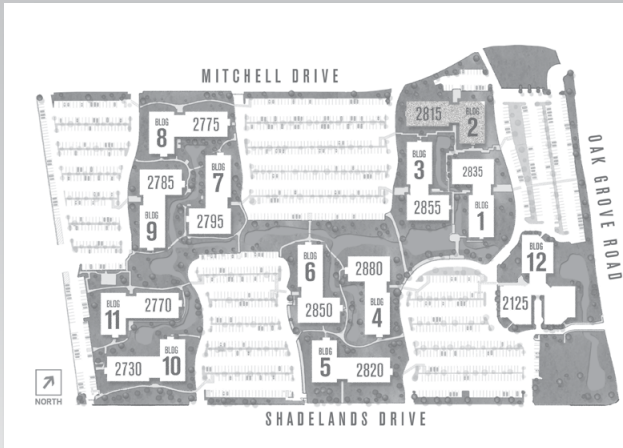 MITCHELL DRIVE
BLDG
8
2775
2815
BLDG
2
BLDG
3
2835
2785
BLDG
7
BLDG
9
2795
2855
BLDG
1
OAK GROVE ROAD
BLDG
6
2880
BLDG
12
BLDG
11
2770
2850
BLDG
4
2125
2730
BLDG
10
BLDG
5
2820
NORTH
SHADELANDS DRIVE